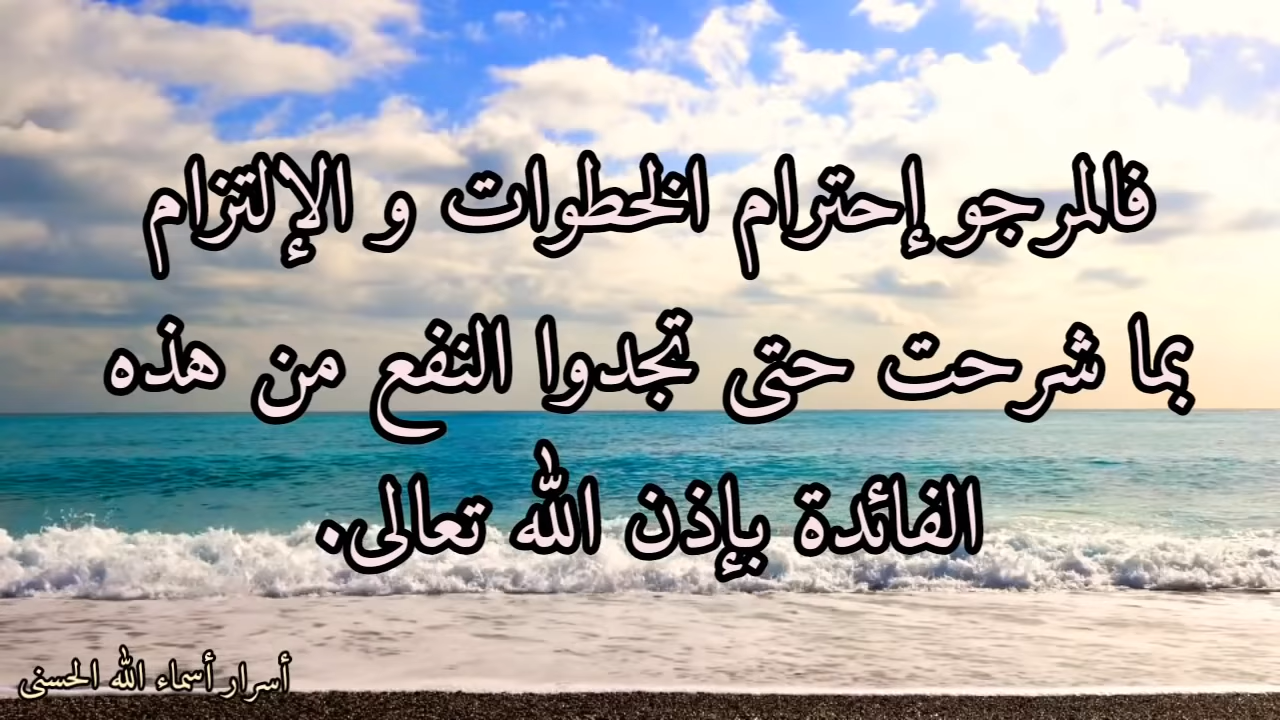 فالمرجو إحترام الخطوات و الإلتزام
بما شرحت حتى تجدوا النفع من هذه
الفائدة بإذن الله تعالى.
أسرار أسماء الله الحسنى